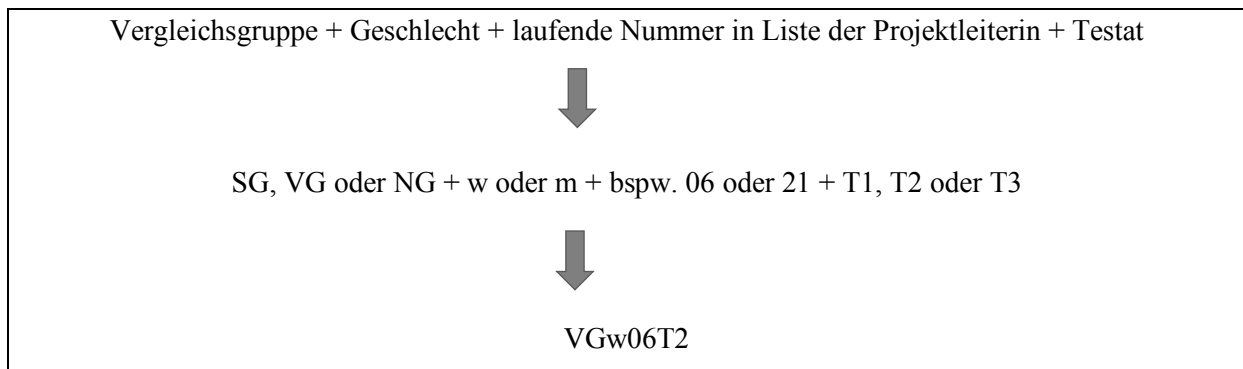 Vergleichsgruppe + Geschlecht + laufende Nummer in Liste der Projektleiterin + Testat
SG, VG oder NG + w oder m + bspw. 06 oder 21 + T1, T2 oder T3
VGw06T2